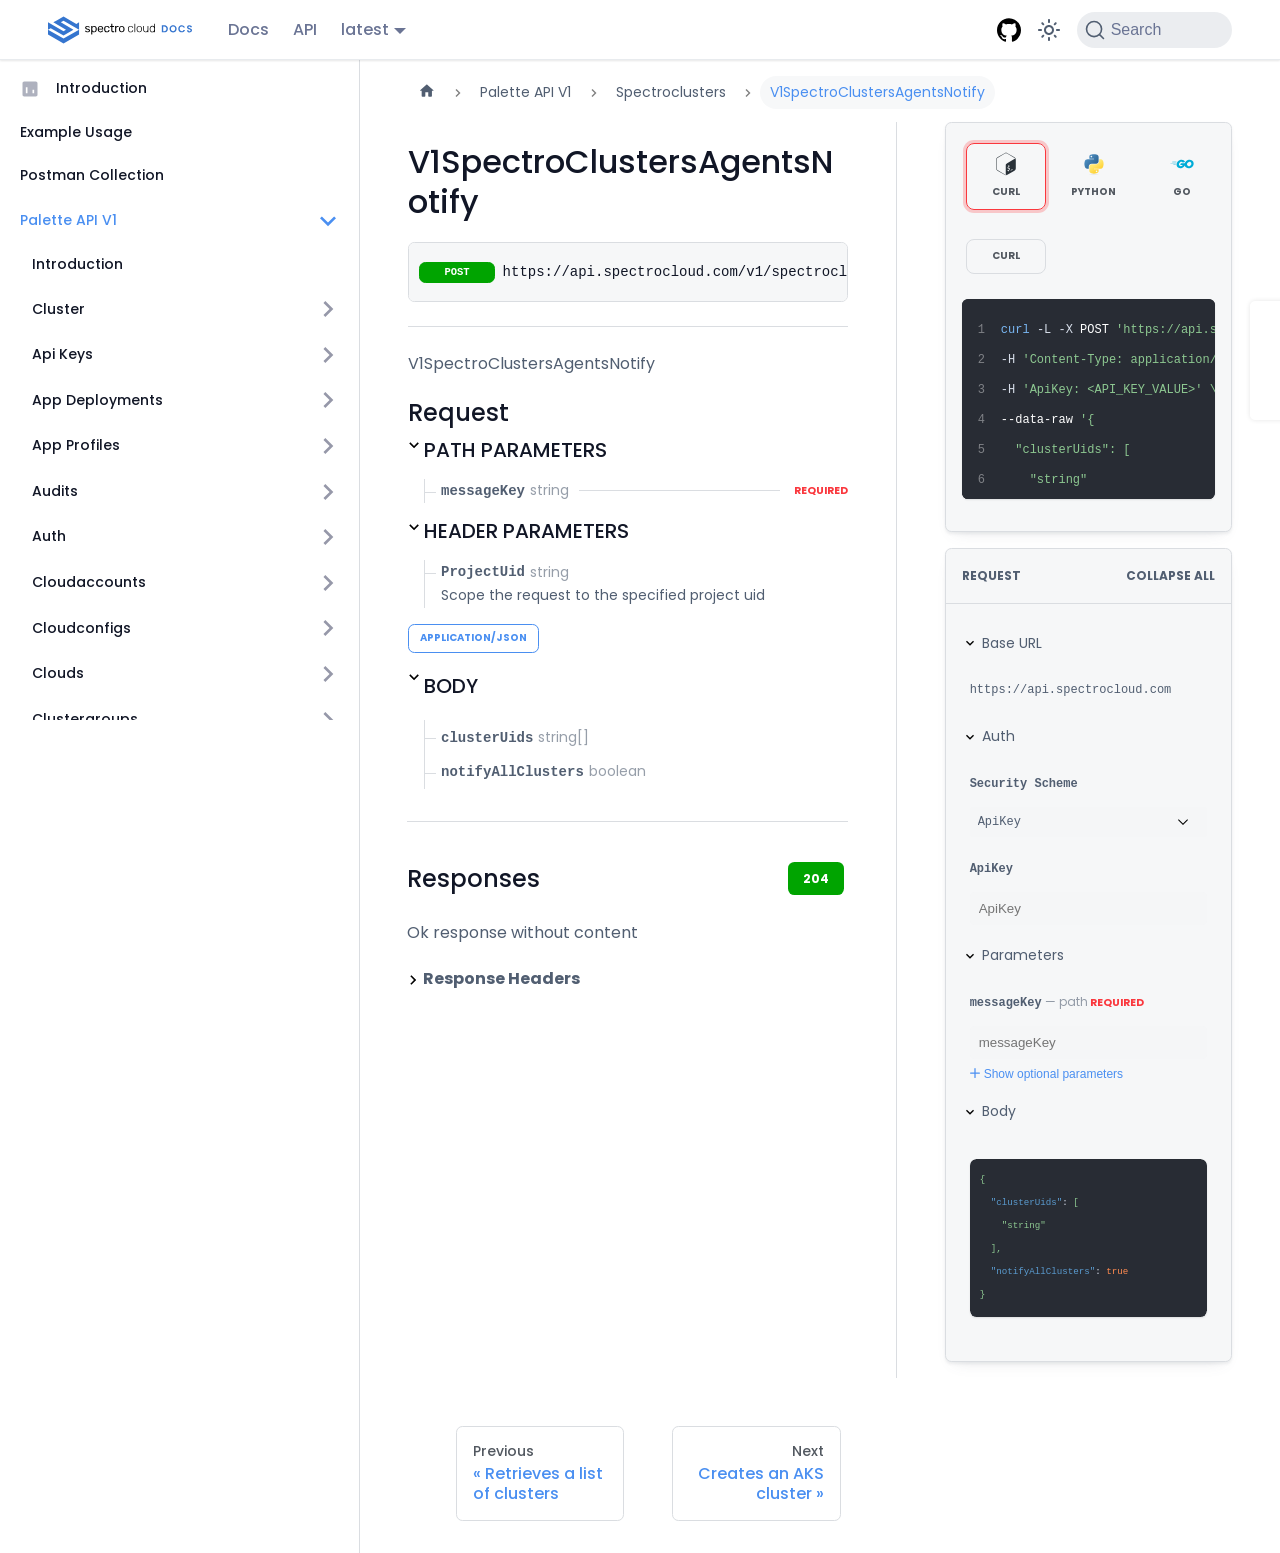 spectro cloud DOCS
Docs
API
latest
Search
Introduction
Example Usage
Postman Collection
Palette API V1
Introduction
Cluster
Api Keys
App Deployments
App Profiles
Audits
Auth
Cloudaccounts
Cloudconfigs
Clouds
Clustergroups
Palette API V1
Spectroclusters
V1SpectroClustersAgentsNotify
V1SpectroClustersAgentsN
otify
POST https://api.spectrocloud.com/v1/spectrocl
V1SpectroClustersAgentsNotify
Request
PATH PARAMETERS
messageKey string REQUIRED
HEADER PARAMETERS
ProjectUid string
Scope the request to the specified project uid
APPLICATION/JSON
BODY
clusterUids string[]
notifyAllClusters boolean
Responses
204
Ok response without content
Response Headers
CURL
PYTHON
GO
CURL
1 curl -L -X POST 'https://api.s
2 -H 'Content-Type: application/
3 -H 'ApiKey: <API_KEY_VALUE>' \
4 --data-raw '{
5 "clusterUids": [
6 "string"
REQUEST
COLLAPSE ALL
Base URL
https://api.spectrocloud.com
Auth
Security Scheme
ApiKey
ApiKey
ApiKey
Parameters
messageKey — path REQUIRED
messageKey
Show optional parameters
Body
{
"clusterUids": [
"string"
],
"notifyAllClusters": true
}
Previous
« Retrieves a list
of clusters
Next
Creates an AKS
cluster »